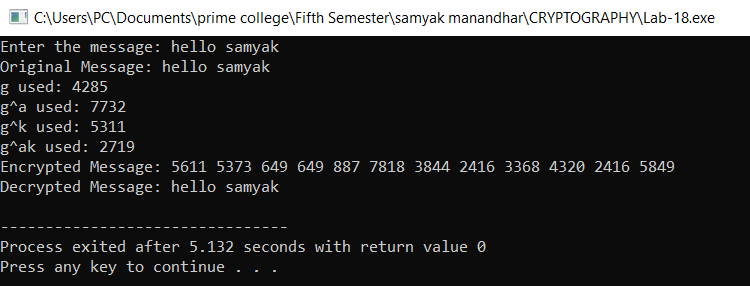 C:\Users\PC\Documents\prime college\Fifth Semester\samyak manandhar\CRYPTOGRAPHY\Lab-18.exe
Enter the message: hello samyak
Original Message: hello samyak
g used: 4285
g^a used: 7732
g^k used: 5311
g^ak used: 2719
Encrypted Message: 5611 5373 649 649 887 7818 3844 2416 3368 4320 2416 5849
Decrypted Message: hello samyak
--------------------------------
Process exited after 5.132 seconds with return value 0
Press any key to continue . . .